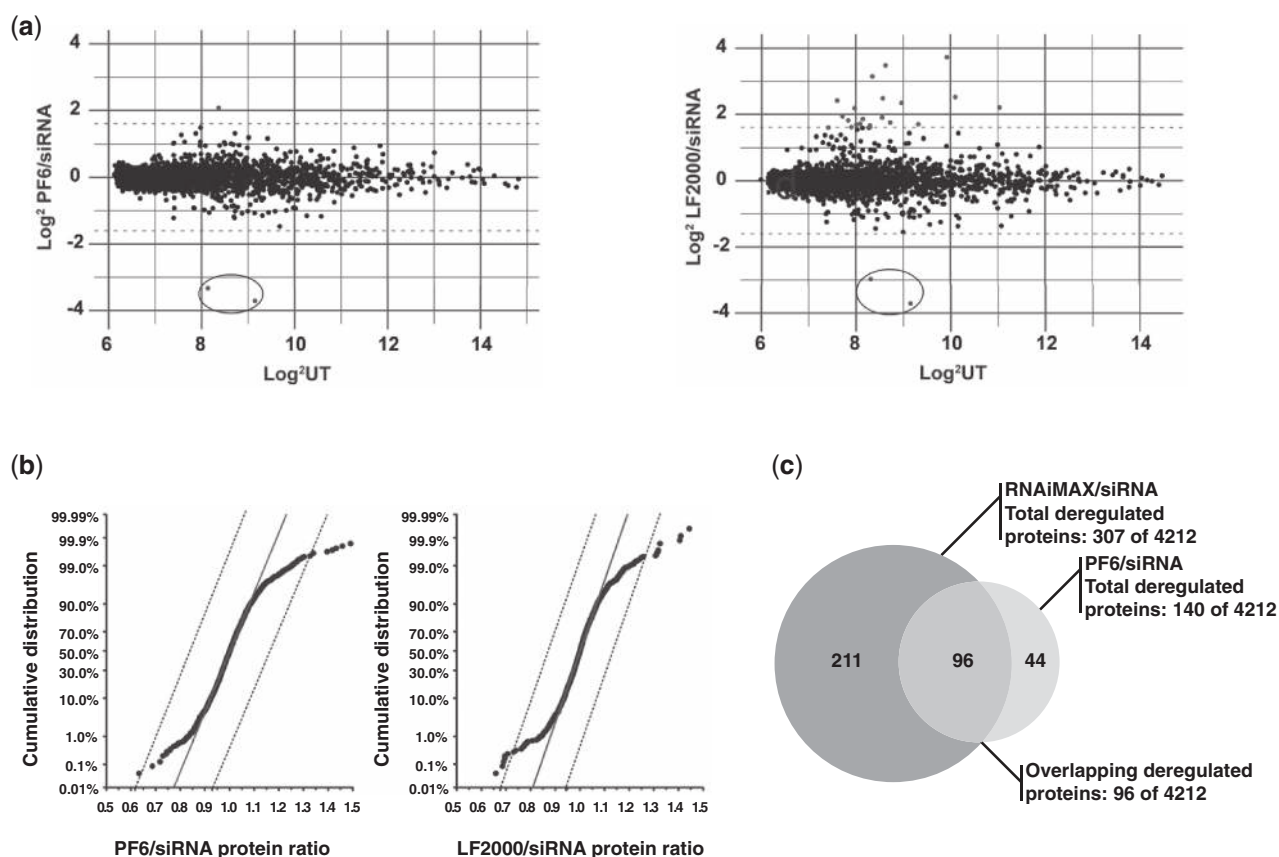 (a)
4
2
0
-2
-4
Log² PF6/siRNA
6 8 10 12 14
Log²UT
4
2
0
-2
-4
Log² LF2000/siRNA
6 8 10 12 14
Log²UT
(b)
Cumulative distribution
99.99%
99.9%
99.0%
90.0%
70.0%
50.0%
30.0%
10.0%
1.0%
0.1%
0.01%
0.5 0.6 0.7 0.8 0.9 1.0 1.1 1.2 1.3 1.4 1.5
PF6/siRNA protein ratio
Cumulative distribution
99.99%
99.9%
99.0%
90.0%
70.0%
50.0%
30.0%
10.0%
1.0%
0.1%
0.01%
0.5 0.6 0.7 0.8 0.9 1.0 1.1 1.2 1.3 1.4 1.5
LF2000/siRNA protein ratio
(c)
RNAiMAX/siRNA
Total deregulated
proteins: 307 of 4212
PF6/siRNA
Total deregulated
proteins: 140 of 4212
211
96
44
Overlapping deregulated
proteins: 96 of 4212